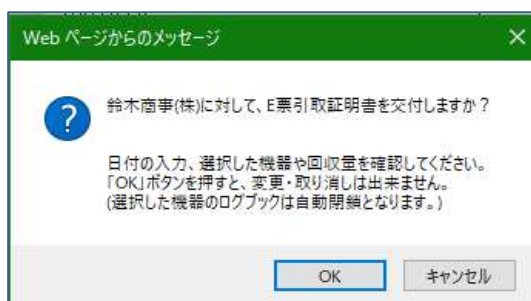 Web ページからのメッセージ
鈴木商事(株)に対して、E票引取証明書を交付しますか？
日付の入力、選択した機器や回収量を確認してください。
「OK」ボタンを押すと、変更・取り消しは出来ません。
(選択した機器のログブックは自動閉鎖となります。)
OK キャンセル